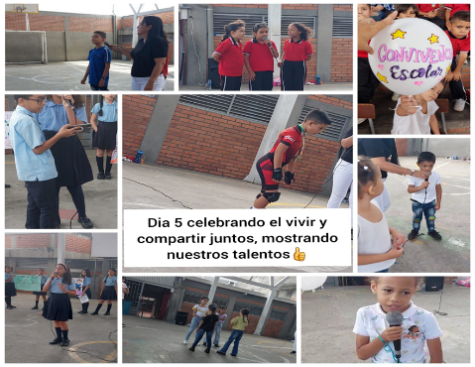 CONVIVENCIA
Escolar
Dia 5 celebrando el vivir y
compartir juntos, mostrando
nuestros talentos👍